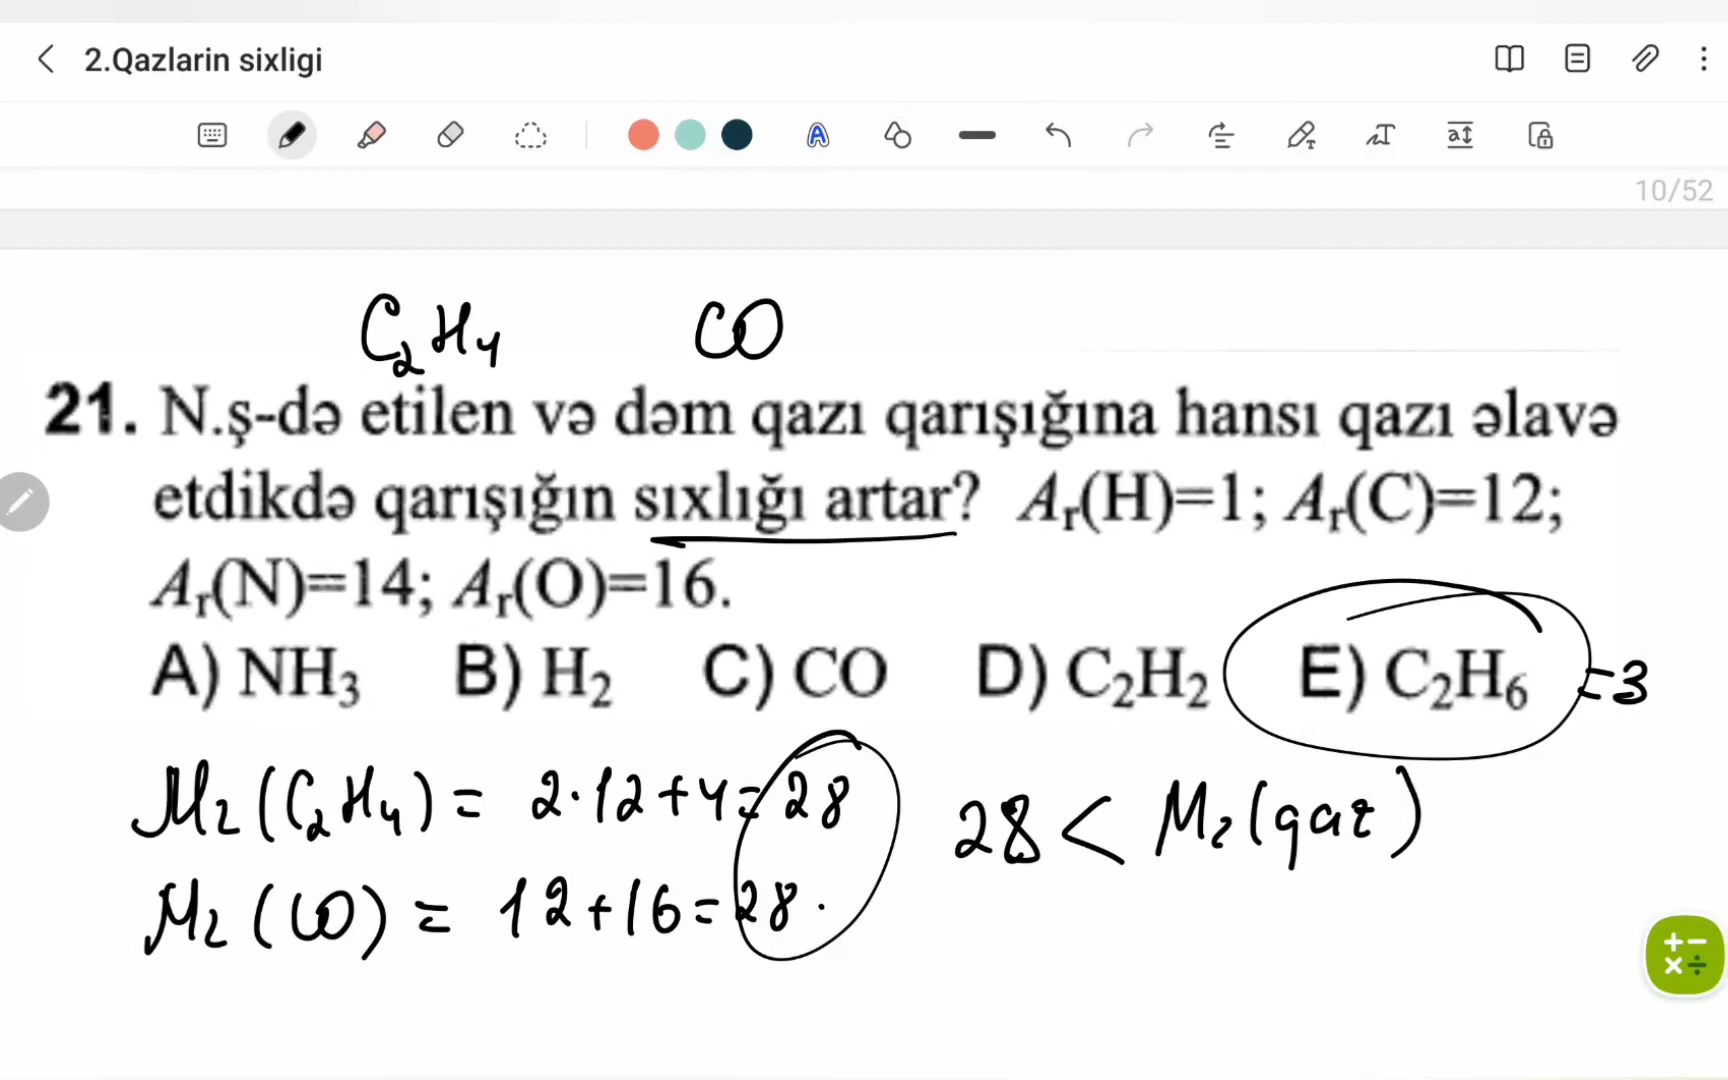 2.Qazlarin sixligi
10/52
C₂H₄ CO
21. N.ş-də etilen və dəm qazı qarışığına hansı qazı əlavə
etdikdə qarışığın sıxlığı artar? Aᵣ(H)=1; Aᵣ(C)=12;
Aᵣ(N)=14; Aᵣ(O)=16.
A) NH₃ B) H₂ C) CO D) C₂H₂ E) C₂H₆ =3
Mr(C₂H₄) = 2·12+4=28 28 < Mr(qaz)
Mr(CO) = 12+16=28.